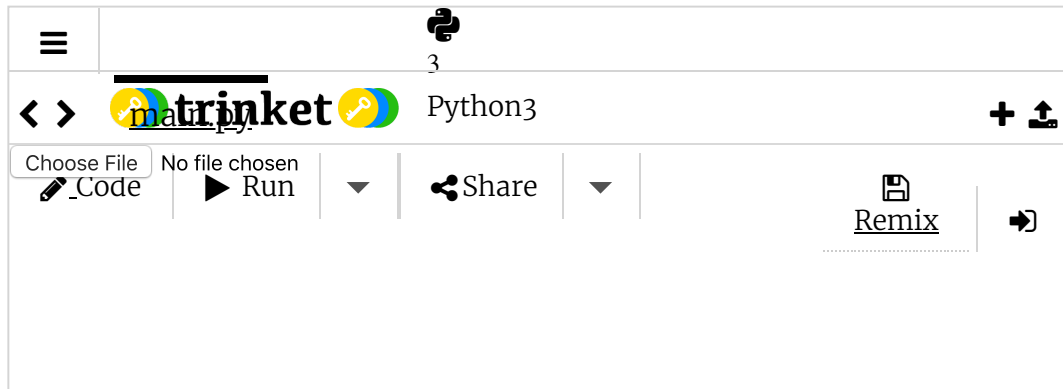 3
trinket
main.py
Python3
Choose File No file chosen
Code Run Share
Remix